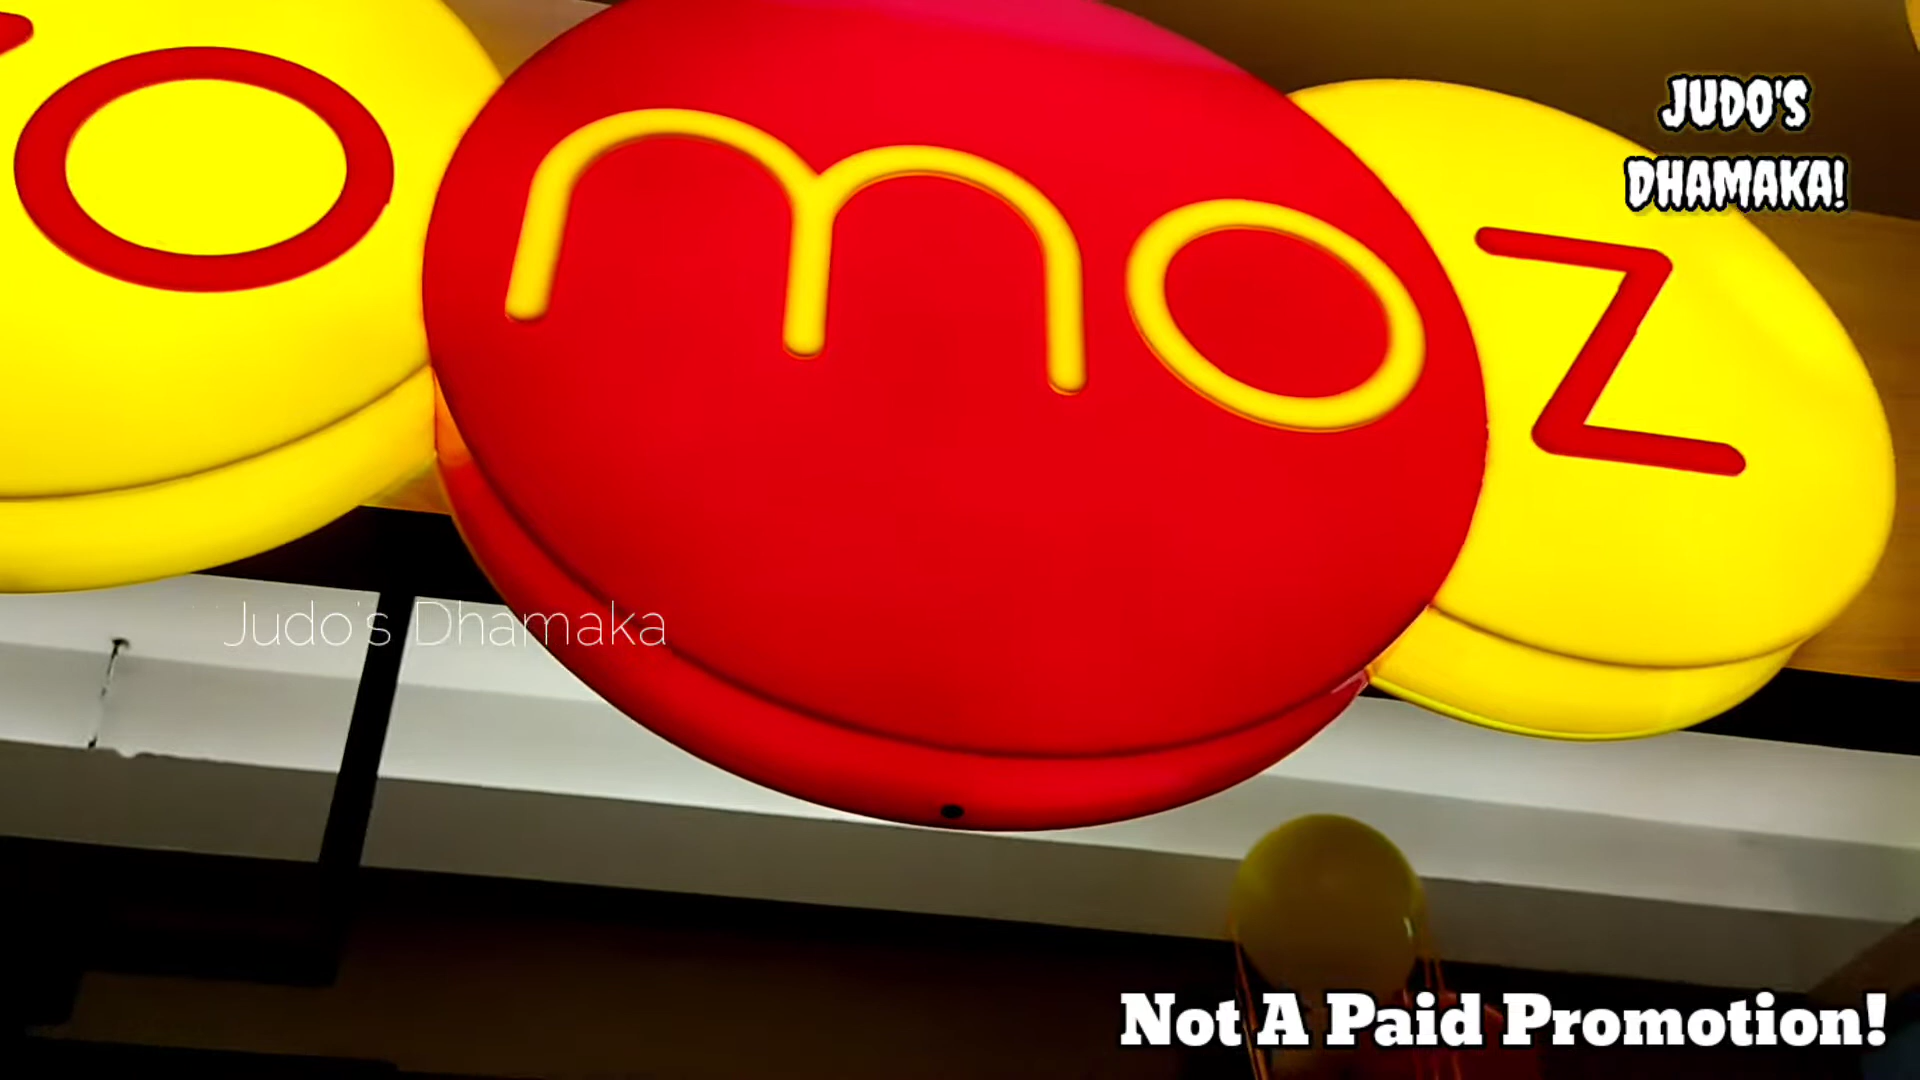 o mo z
JUDO'S
DHAMAKA!
Judo's Dhamaka
Not A Paid Promotion!